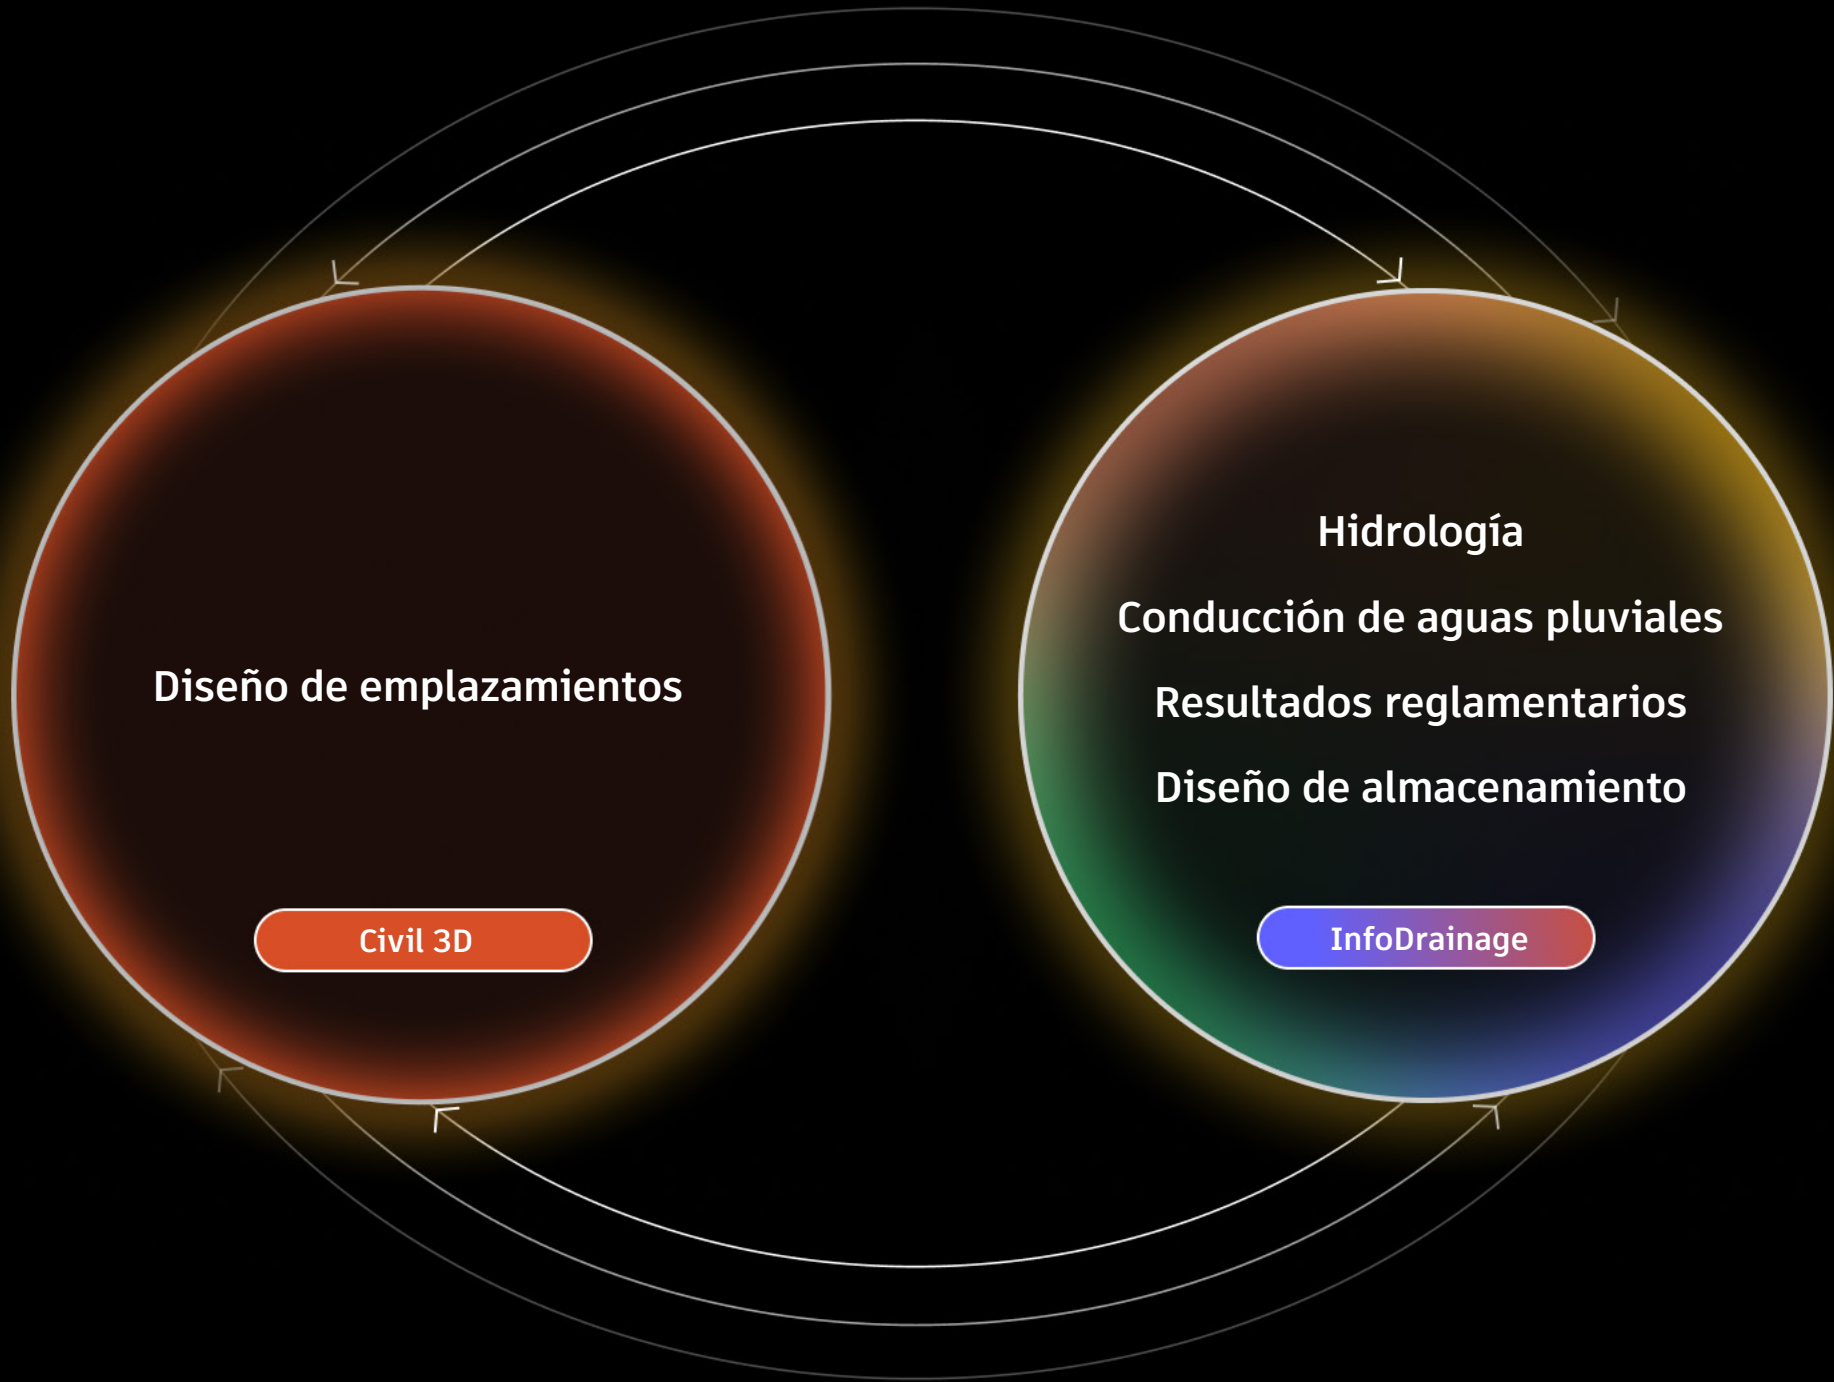 Diseño de emplazamientos
Civil 3D
Hidrología
Conducción de aguas pluviales
Resultados reglamentarios
Diseño de almacenamiento
InfoDrainage